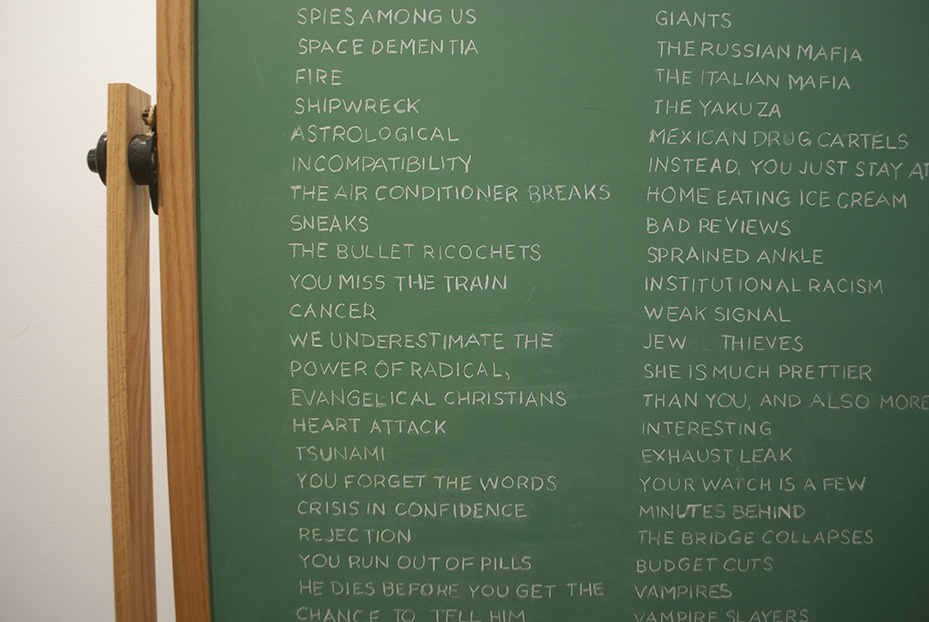 SPIES AMONG US
SPACE DEMENTIA
FIRE
SHIPWRECK
ASTROLOGICAL
INCOMPATIBILITY
THE AIR CONDITIONER BREAKS
SNEAKS
THE BULLET RICOCHETS
YOU MISS THE TRAIN
CANCER
WE UNDERESTIMATE THE
POWER OF RADICAL,
EVANGELICAL CHRISTIANS
HEART ATTACK
TSUNAMI
YOU FORGET THE WORDS
CRISIS IN CONFIDENCE
REJECTION
YOU RUN OUT OF PILLS
HE DIES BEFORE YOU GET THE
CHANCE TO TELL HIM
GIANTS
THE RUSSIAN MAFIA
THE ITALIAN MAFIA
THE YAKUZA
MEXICAN DRUG CARTELS
INSTEAD, YOU JUST STAY AT
HOME EATING ICE CREAM
BAD REVIEWS
SPRAINED ANKLE
INSTITUTIONAL RACISM
WEAK SIGNAL
JEW THIEVES
SHE IS MUCH PRETTIER
THAN YOU, AND ALSO MORE
INTERESTING
EXHAUST LEAK
YOUR WATCH IS A FEW
MINUTES BEHIND
THE BRIDGE COLLAPSES
BUDGET CUTS
VAMPIRES
VAMPIRE SLAYERS